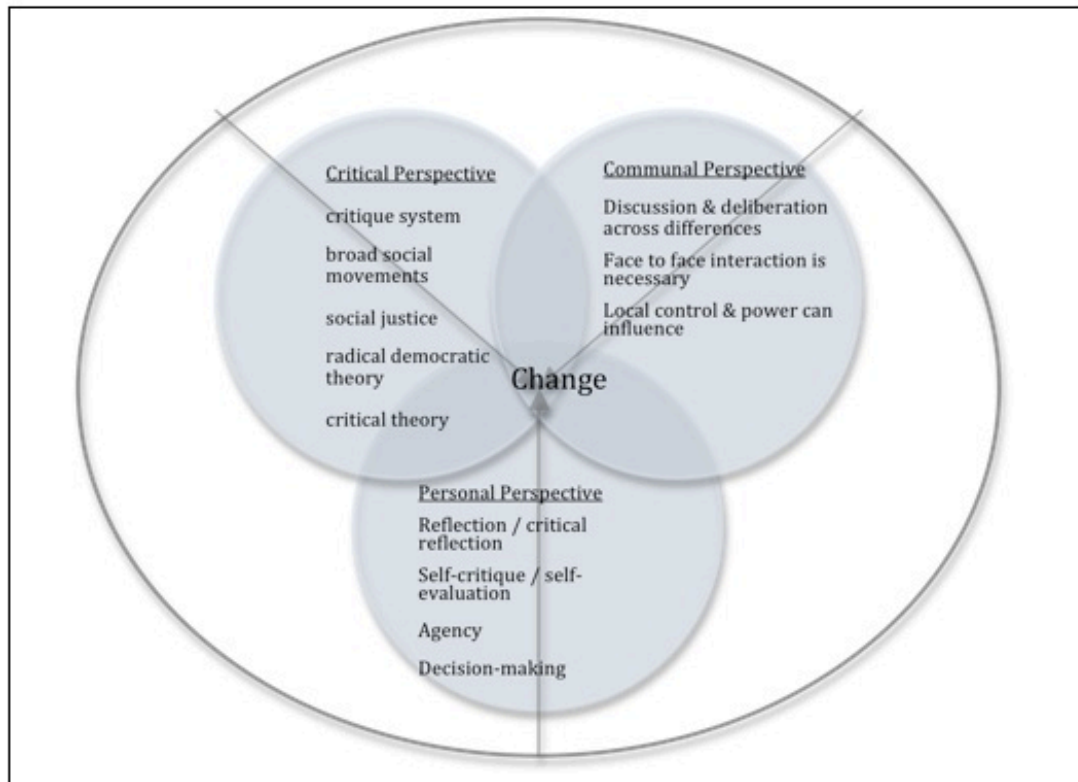 Critical Perspective
critique system
broad social
movements
social justice
radical democratic
theory
critical theory
Communal Perspective
Discussion & deliberation
across differences
Face to face interaction is
necessary
Local control & power can
influence
Change
Personal Perspective
Reflection / critical
reflection
Self-critique / self-
evaluation
Agency
Decision-making